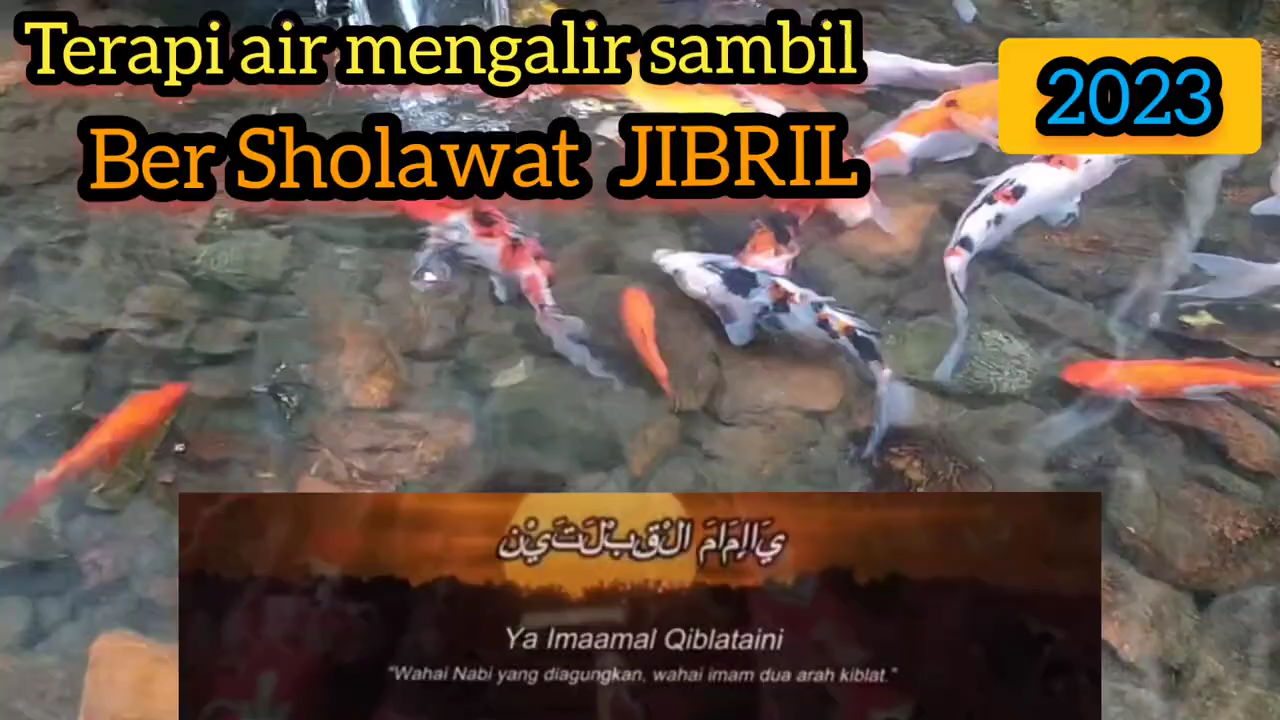 Terapi air mengalir sambil
Ber Sholawat JIBRIL
2023
يَاإِمَامَ الْقِبْلَتَيْنِ
Ya Imaamal Qiblataini
"Wahai Nabi yang diagungkan, wahai imam dua arah kiblat."